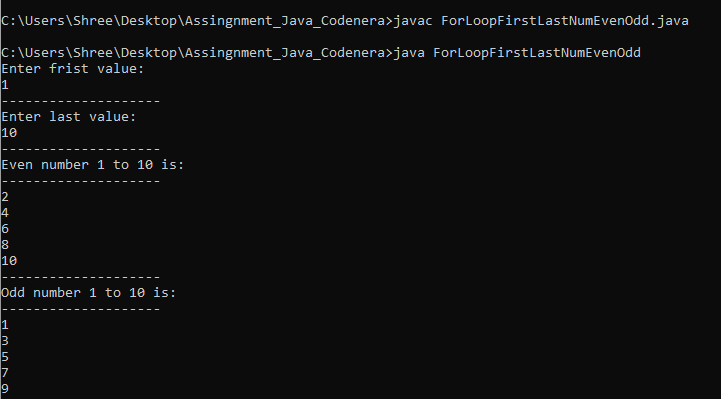 C:\Users\Shree\Desktop\Assingnment_Java_Codenera>javac ForLoopFirstLastNumEvenOdd.java
C:\Users\Shree\Desktop\Assingnment_Java_Codenera>java ForLoopFirstLastNumEvenOdd
Enter frist value:
1
--------------------
Enter last value:
10
--------------------
Even number 1 to 10 is:
--------------------
2
4
6
8
10
--------------------
Odd number 1 to 10 is:
--------------------
1
3
5
7
9